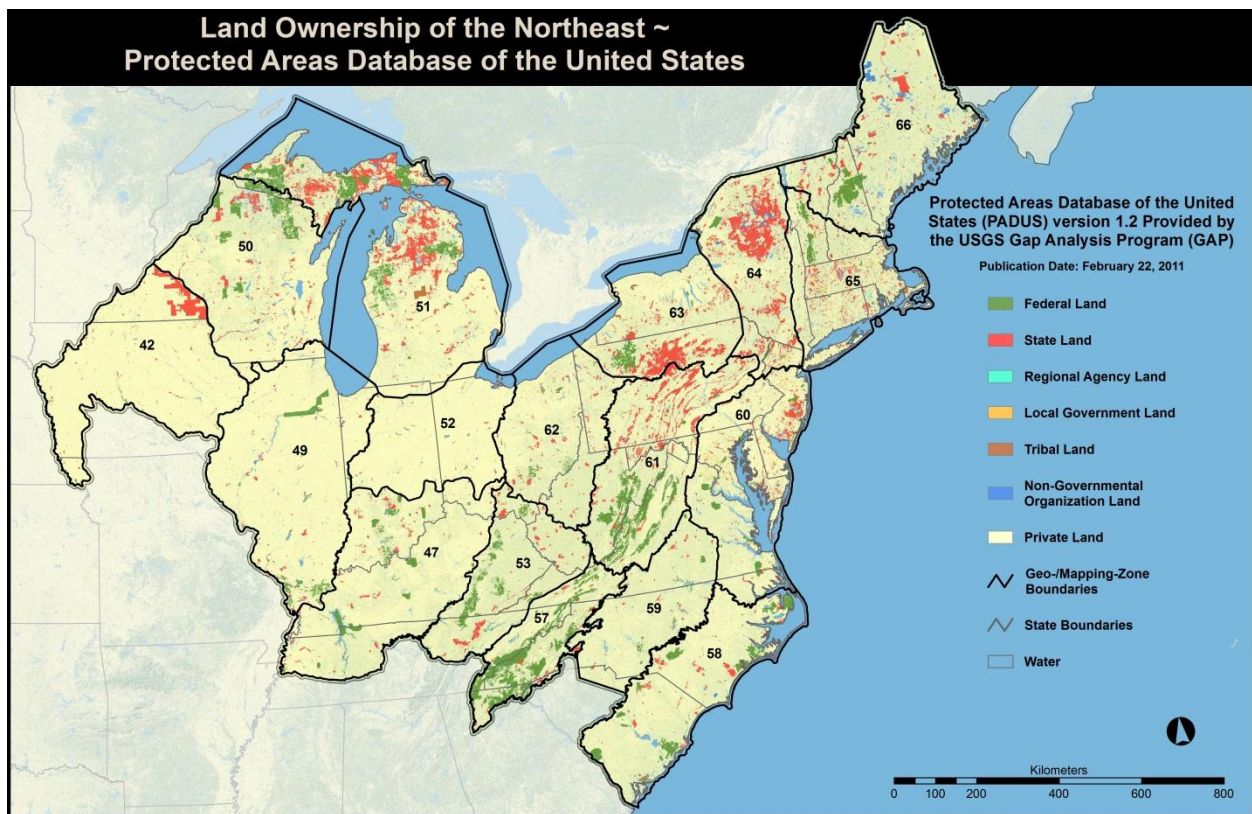 Land Ownership of the Northeast ~
Protected Areas Database of the United States
66
Protected Areas Database of the United
States (PADUS) version 1.2 Provided by
the USGS Gap Analysis Program (GAP)
Publication Date: February 22, 2011
50
51
64
65
63
42
49
52
62
60
61
47
53
59
57
58
Federal Land
State Land
Regional Agency Land
Local Government Land
Tribal Land
Non-Governmental
Organization Land
Private Land
Geo-/Mapping-Zone
Boundaries
State Boundaries
Water
Kilometers
0 100 200 400 600 800